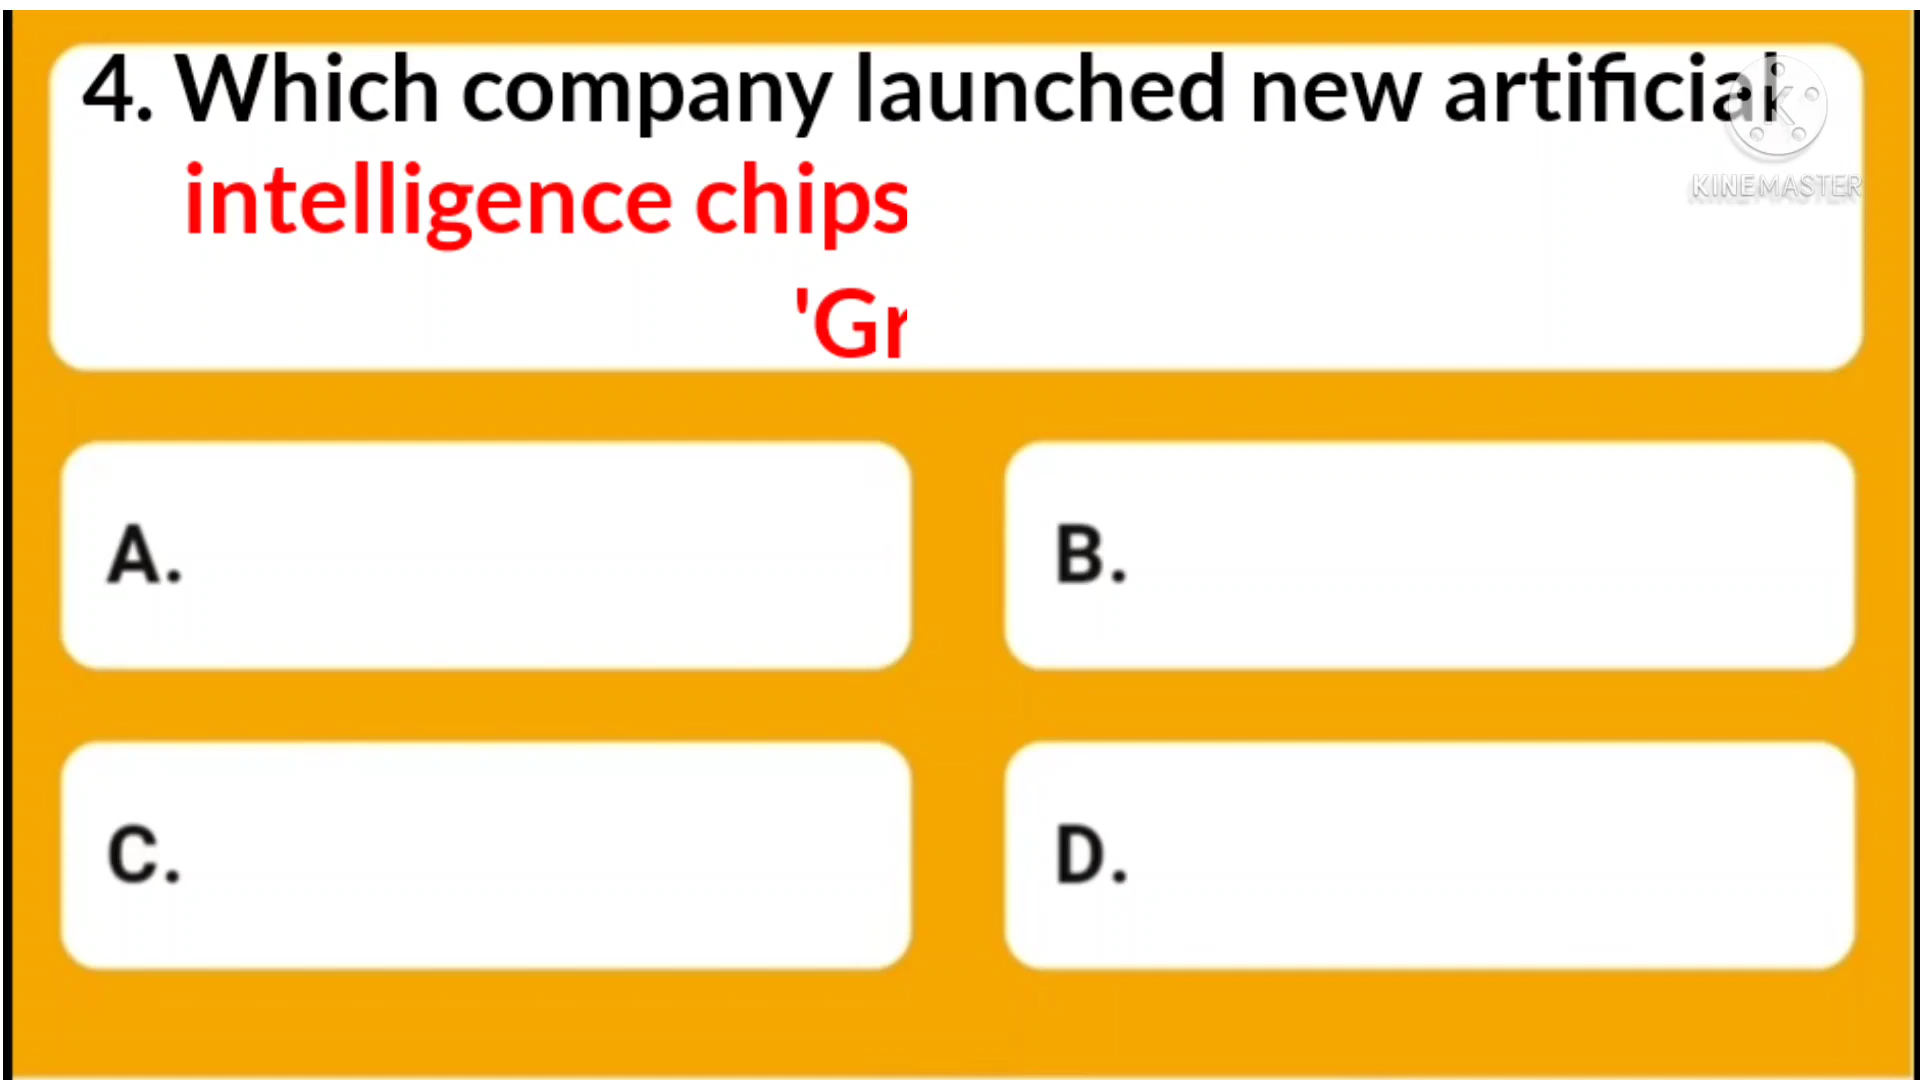 4. Which company launched new artificial
intelligence chips
'Gr
KINEMASTER
A.
B.
C.
D.